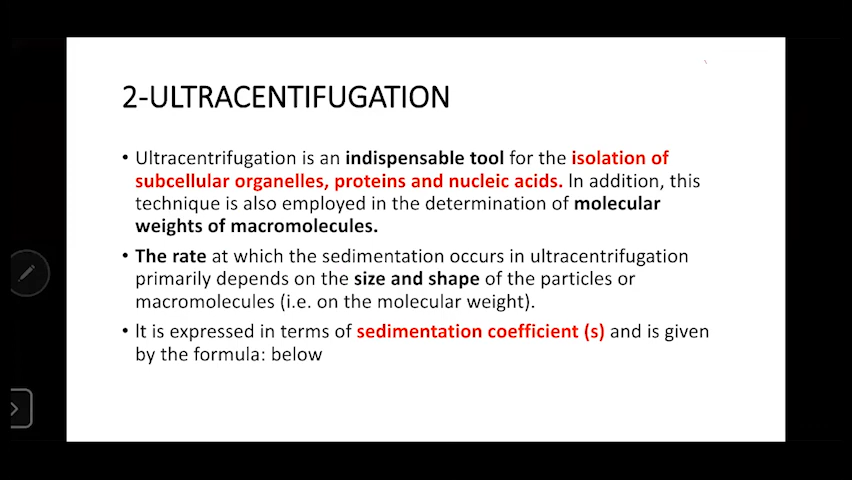 2-ULTRACENTIFUGATION
• Ultracentrifugation is an indispensable tool for the isolation of
subcellular organelles, proteins and nucleic acids. In addition, this
technique is also employed in the determination of molecular
weights of macromolecules.
• The rate at which the sedimentation occurs in ultracentrifugation
primarily depends on the size and shape of the particles or
macromolecules (i.e. on the molecular weight).
• It is expressed in terms of sedimentation coefficient (s) and is given
by the formula: below